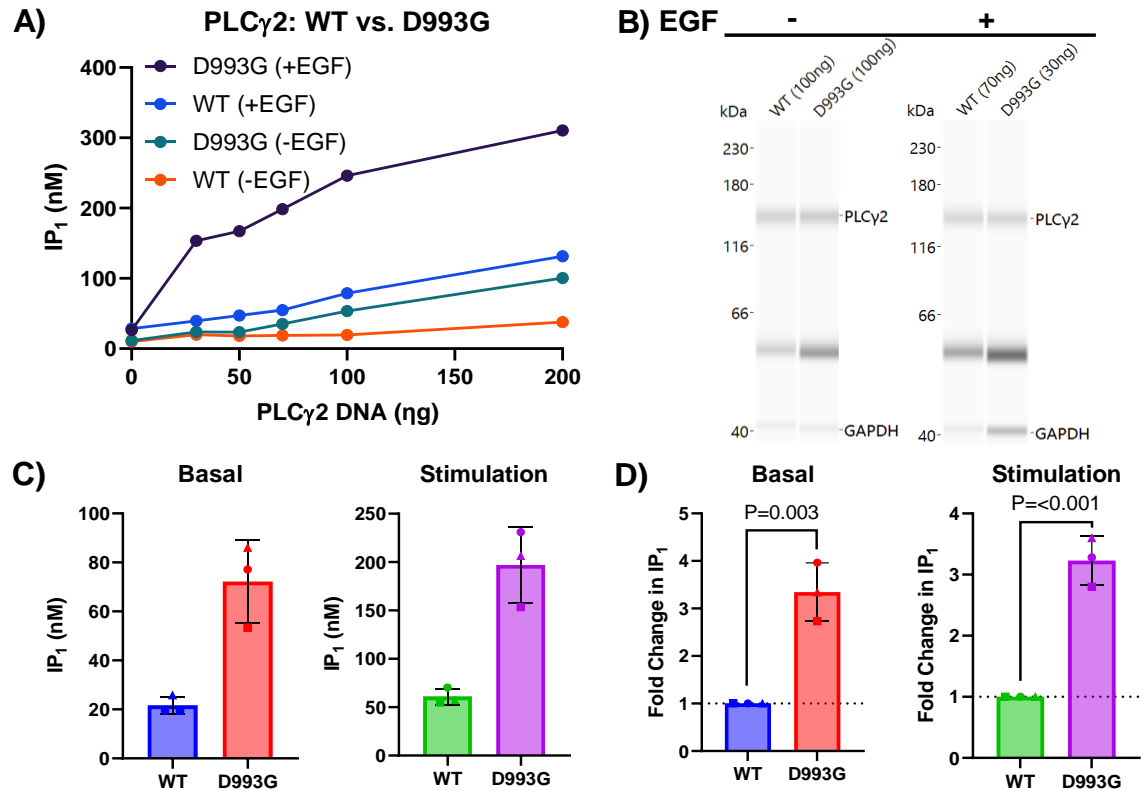 A)
PLCγ2: WT vs. D993G
400
300
200
100
0
IP1 (nM)
D993G (+EGF)
WT (+EGF)
D993G (-EGF)
WT (-EGF)
0 50 100 150 200
PLCγ2 DNA (ηg)
B) EGF - +
kDa
WT (100ng)
D993G (100ng)
230-
180-
116-
66-
40-
-PLCγ2
-GAPDH
kDa
WT (70ng)
D993G (30ng)
230-
180-
116-
66-
40-
-PLCγ2
-GAPDH
C)
Basal
100
80
60
40
20
0
IP1 (nM)
WT D993G
Stimulation
250
200
150
100
50
0
IP1 (nM)
WT D993G
D)
Basal
P=0.003
5
4
3
2
1
0
Fold Change in IP1
WT D993G
Stimulation
P=<0.001
4
3
2
1
0
Fold Change in IP1
WT D993G